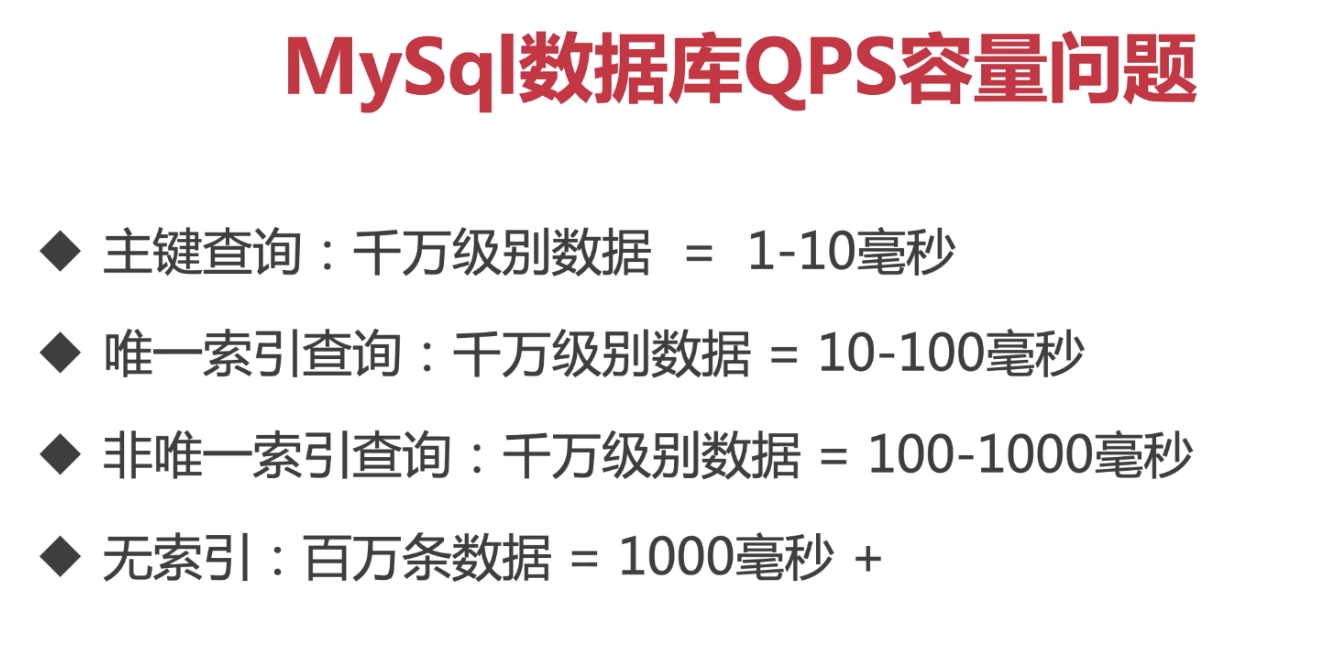 MySql数据库QPS容量问题
◆ 主键查询：千万级别数据 = 1-10毫秒
◆ 唯一索引查询：千万级别数据 = 10-100毫秒
◆ 非唯一索引查询：千万级别数据 = 100-1000毫秒
◆ 无索引：百万条数据 = 1000毫秒 +